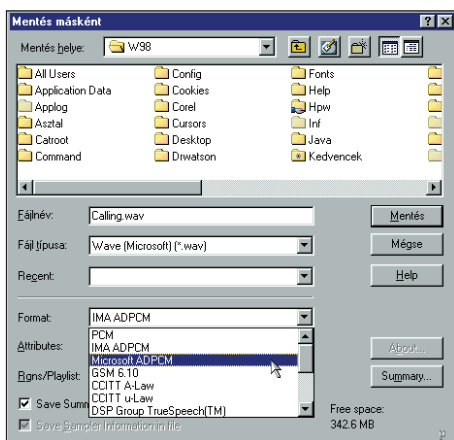 Mentés másként
Mentés helye: W98
All Users Config Fonts
Application Data Cookies Help
Applog Corel Hpw
Asztal Cursors Inf
Catroot Desktop Java
Command Drwatson Kedvencek
Fájlnév: Calling.wav Mentés
Fájl típusa: Wave (Microsoft) (*.wav) Mégse
Recent: Help
Format: IMA ADPCM
PCM
IMA ADPCM
Attributes: Microsoft ADPCM About...
GSM 6.10
Rgns/Playlist: CCITT A-Law Summary...
CCITT u-Law
Save Summ DSP Group TrueSpeech(TM) Free space:
Save Sampler Information in file 342.6 MB